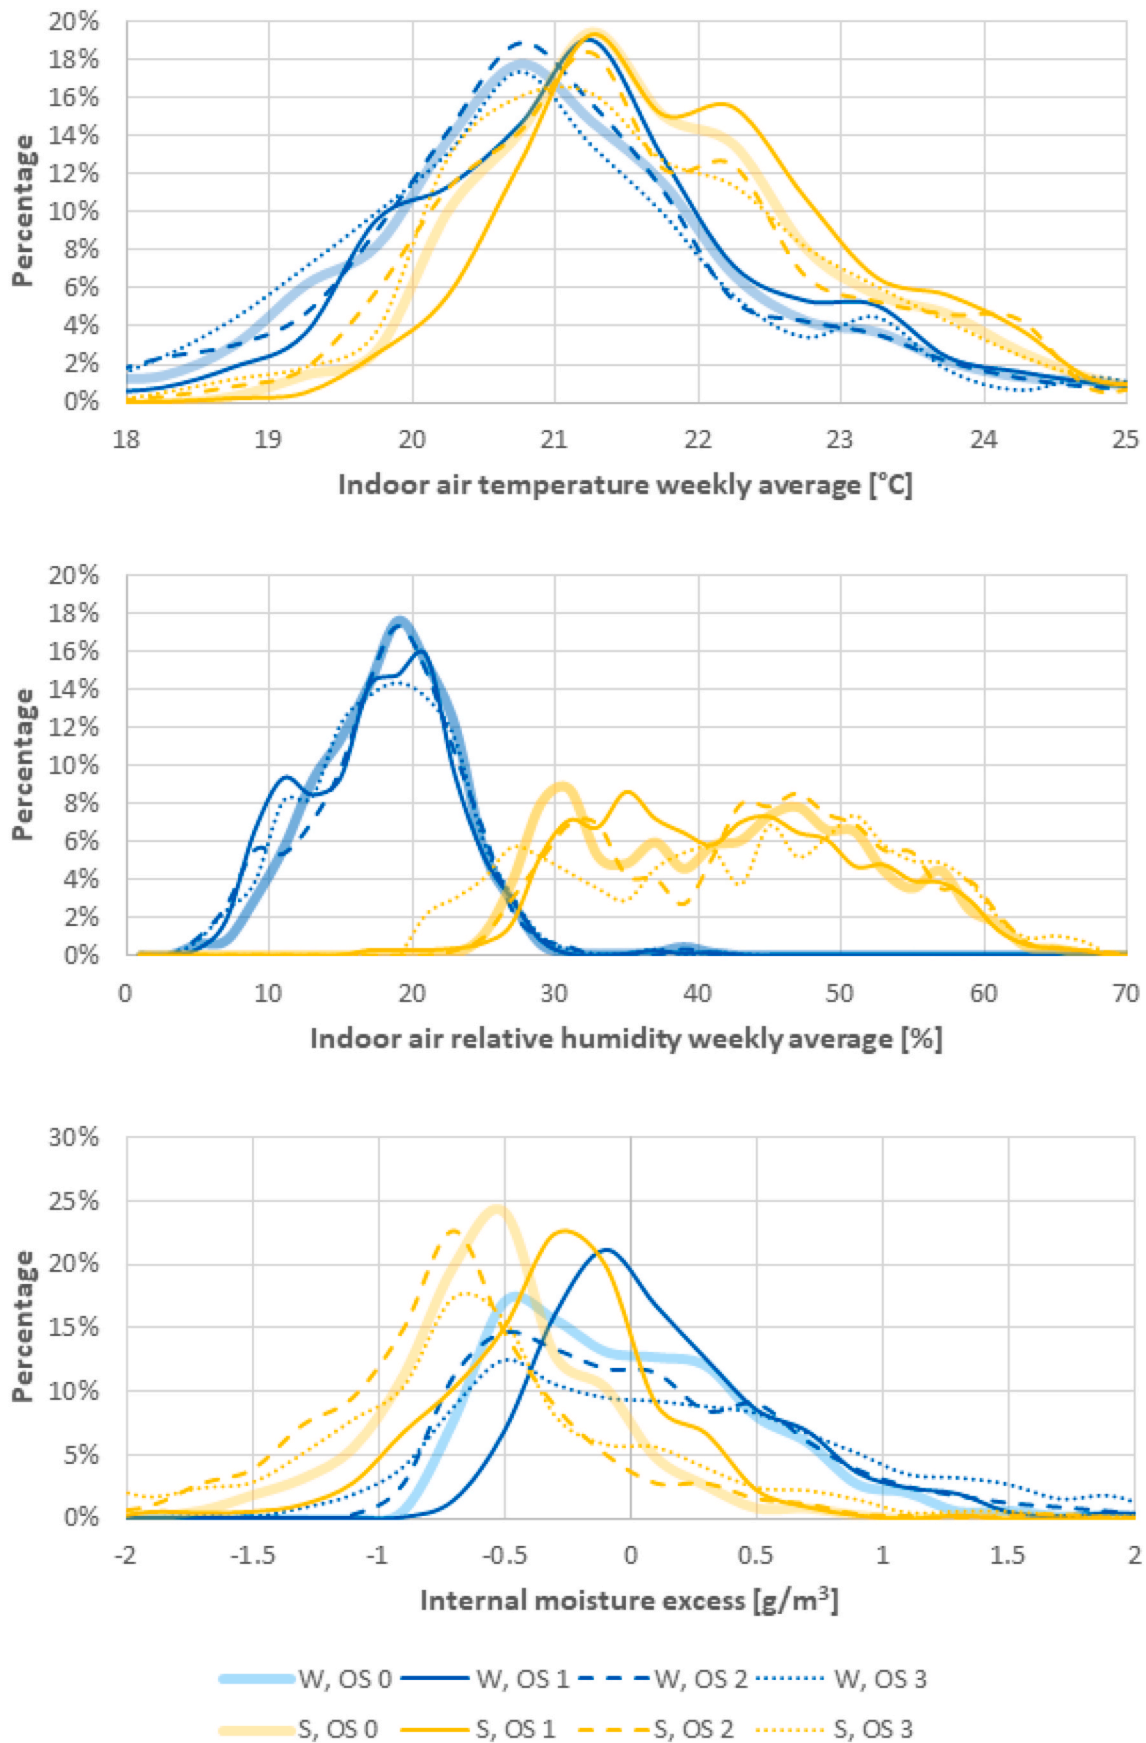 20%
18%
16%
14%
12%
10%
8%
6%
4%
2%
0%
Percentage
18 19 20 21 22 23 24 25
Indoor air temperature weekly average [°C]
20%
18%
16%
14%
12%
10%
8%
6%
4%
2%
0%
Percentage
0 10 20 30 40 50 60 70
Indoor air relative humidity weekly average [%]
30%
25%
20%
15%
10%
5%
0%
Percentage
-2 -1.5 -1 -0.5 0 0.5 1 1.5 2
Internal moisture excess [g/m³]
W, OS 0 W, OS 1 W, OS 2 W, OS 3
S, OS 0 S, OS 1 S, OS 2 S, OS 3